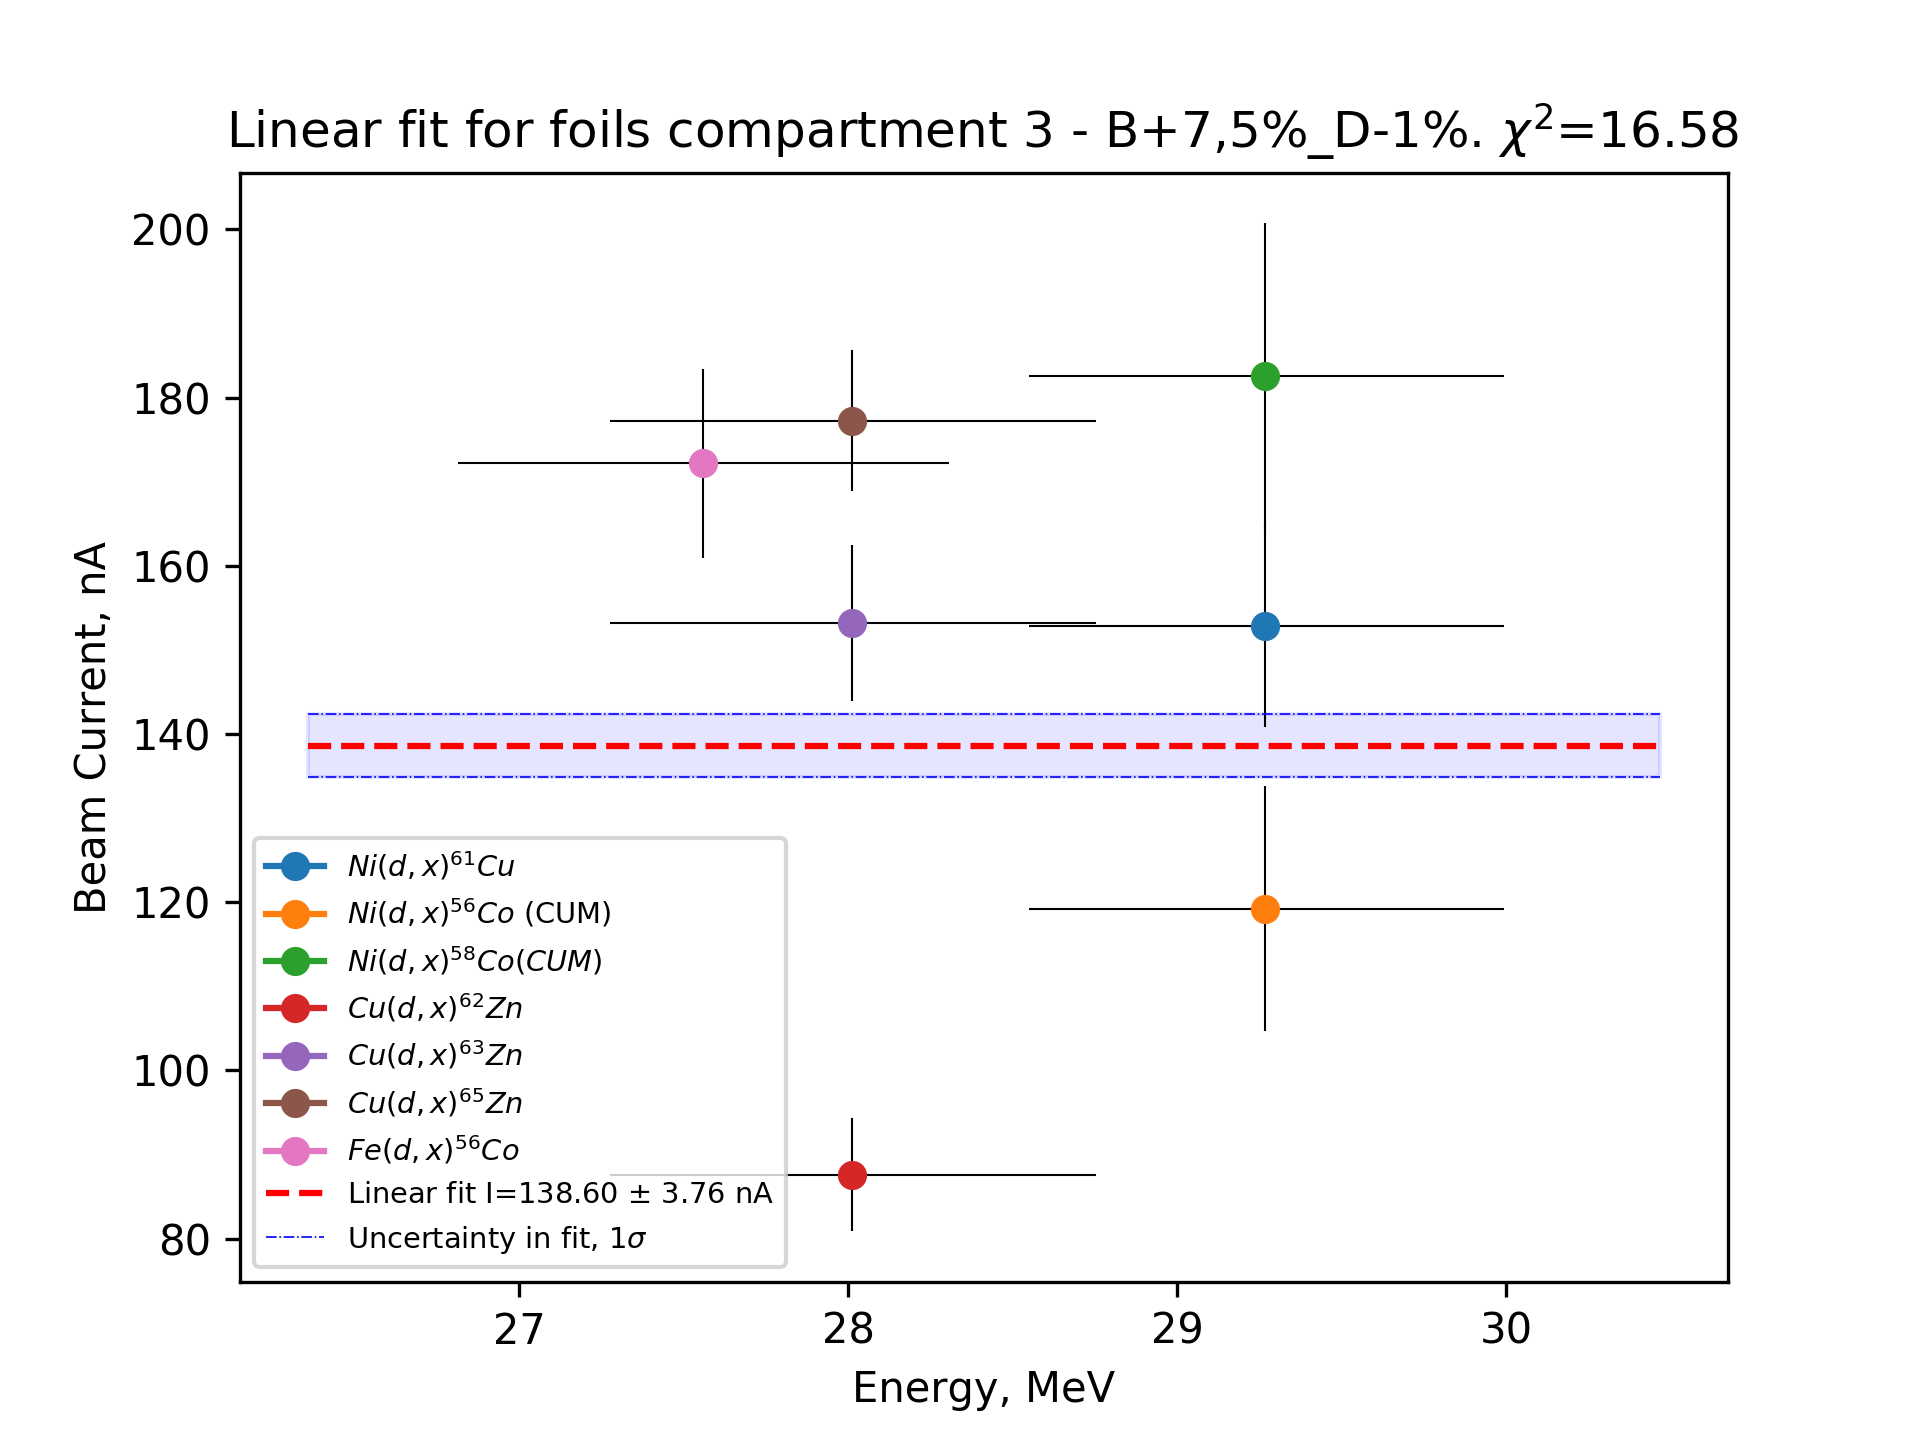 Linear fit for foils compartment 3 - B+7,5%_D-1%. χ²=16.58
200
180
160
140
120
100
80
Beam Current, nA
Ni(d,x)⁶¹Cu
Ni(d,x)⁵⁶Co (CUM)
Ni(d,x)⁵⁸Co(CUM)
Cu(d,x)⁶²Zn
Cu(d,x)⁶³Zn
Cu(d,x)⁶⁵Zn
Fe(d,x)⁵⁶Co
Linear fit I=138.60 ± 3.76 nA
Uncertainty in fit, 1σ
27 28 29 30
Energy, MeV